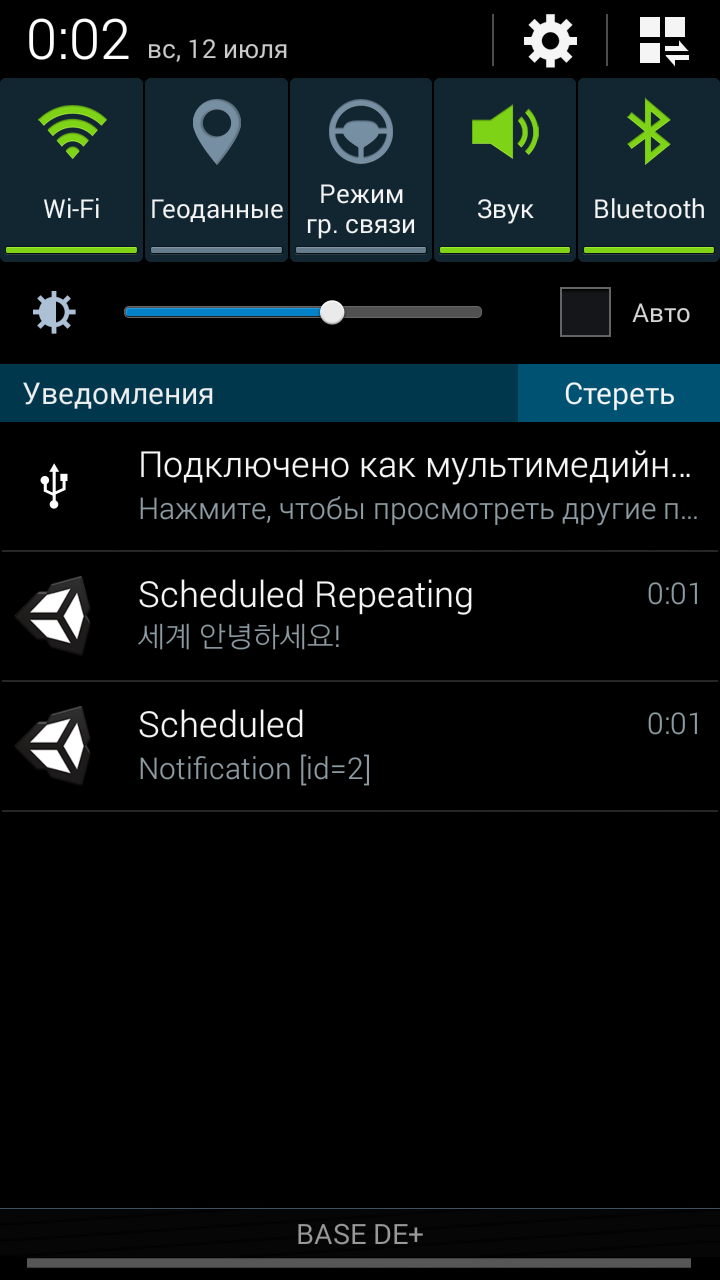 0:02 вс, 12 июля
Wi-Fi
Геоданные
Режим
гр. связи
Звук
Bluetooth
Авто
Уведомления
Стереть
Подключено как мультимедийн...
Нажмите, чтобы просмотреть другие п...
Scheduled Repeating 0:01
세계 안녕하세요!
Scheduled 0:01
Notification [id=2]
BASE DE+